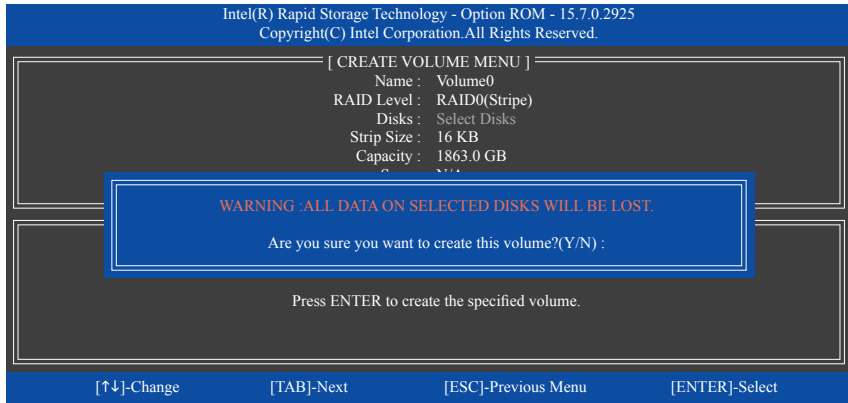 Intel(R) Rapid Storage Technology - Option ROM - 15.7.0.2925
Copyright(C) Intel Corporation.All Rights Reserved.
[ CREATE VOLUME MENU ]
Name : Volume0
RAID Level : RAID0(Stripe)
Disks : Select Disks
Strip Size : 16 KB
Capacity : 1863.0 GB
WARNING :ALL DATA ON SELECTED DISKS WILL BE LOST.
Are you sure you want to create this volume?(Y/N) :
Press ENTER to create the specified volume.
[↑↓]-Change [TAB]-Next [ESC]-Previous Menu [ENTER]-Select